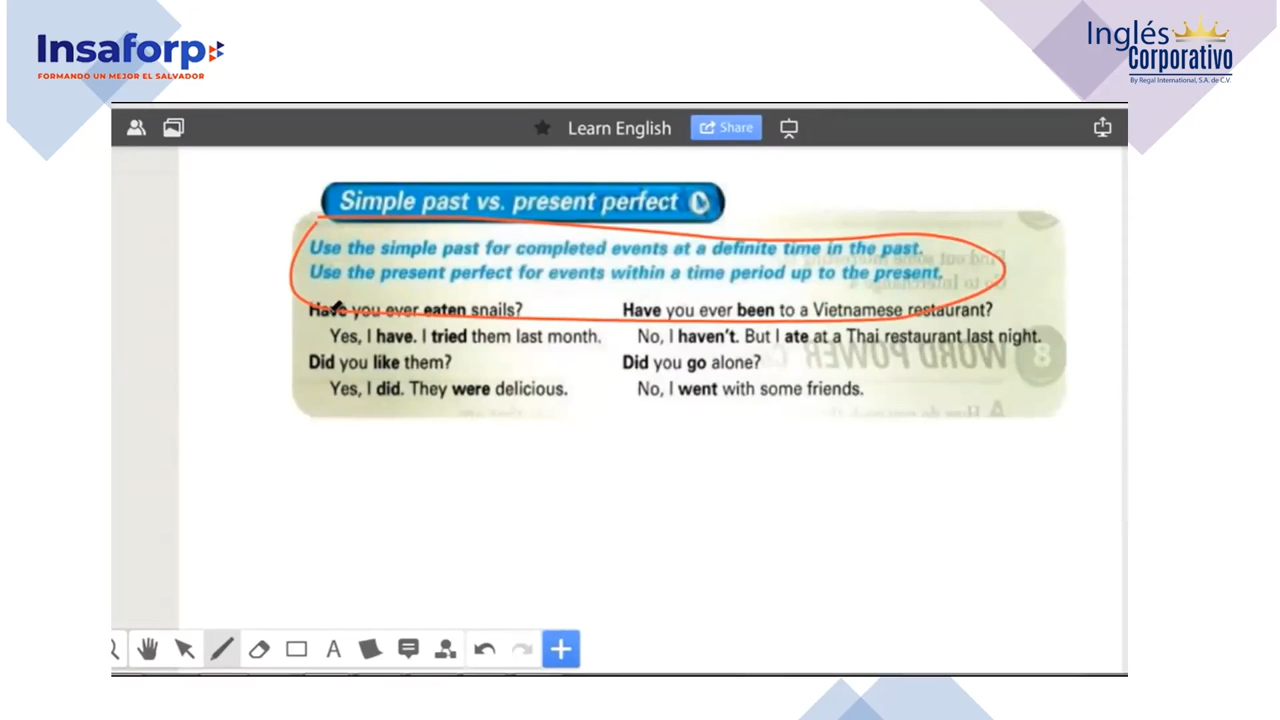 Insaforp
FORMANDO UN MEJOR EL SALVADOR
Inglés
Corporativo
By Regal International, S.A. de C.V.
Learn English
Share
Simple past vs. present perfect
Use the simple past for completed events at a definite time in the past.
Use the present perfect for events within a time period up to the present.
Have you ever eaten snails?
Yes, I have. I tried them last month.
Did you like them?
Yes, I did. They were delicious.
Have you ever been to a Vietnamese restaurant?
No, I haven't. But I ate at a Thai restaurant last night.
Did you go alone?
No, I went with some friends.
8
WORD POWER
A